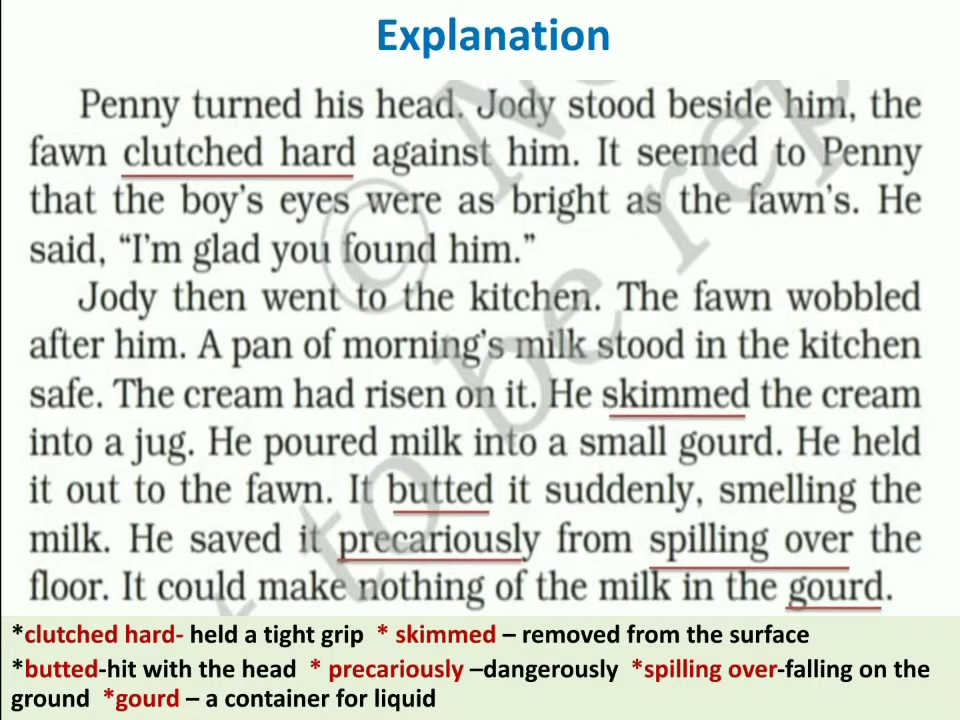 Explanation
Penny turned his head. Jody stood beside him, the
fawn clutched hard against him. It seemed to Penny
that the boy's eyes were as bright as the fawn's. He
said, “I'm glad you found him.”
Jody then went to the kitchen. The fawn wobbled
after him. A pan of morning's milk stood in the kitchen
safe. The cream had risen on it. He skimmed the cream
into a jug. He poured milk into a small gourd. He held
it out to the fawn. It butted it suddenly, smelling the
milk. He saved it precariously from spilling over the
floor. It could make nothing of the milk in the gourd.
*clutched hard- held a tight grip * skimmed – removed from the surface
*butted-hit with the head * precariously –dangerously *spilling over-falling on the
ground *gourd – a container for liquid